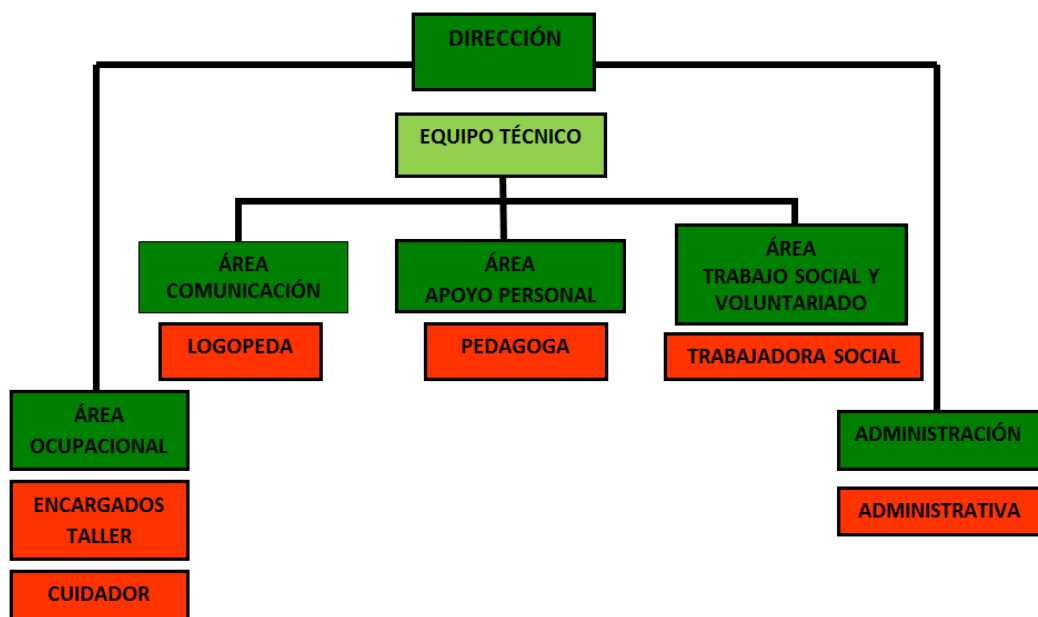 DIRECCIÓN
EQUIPO TÉCNICO
ÁREA
COMUNICACIÓN
ÁREA
APOYO PERSONAL
ÁREA
TRABAJO SOCIAL Y
VOLUNTARIADO
LOGOPEDA
PEDAGOGA
TRABAJADORA SOCIAL
ÁREA
OCUPACIONAL
ADMINISTRACIÓN
ENCARGADOS
TALLER
ADMINISTRATIVA
CUIDADOR